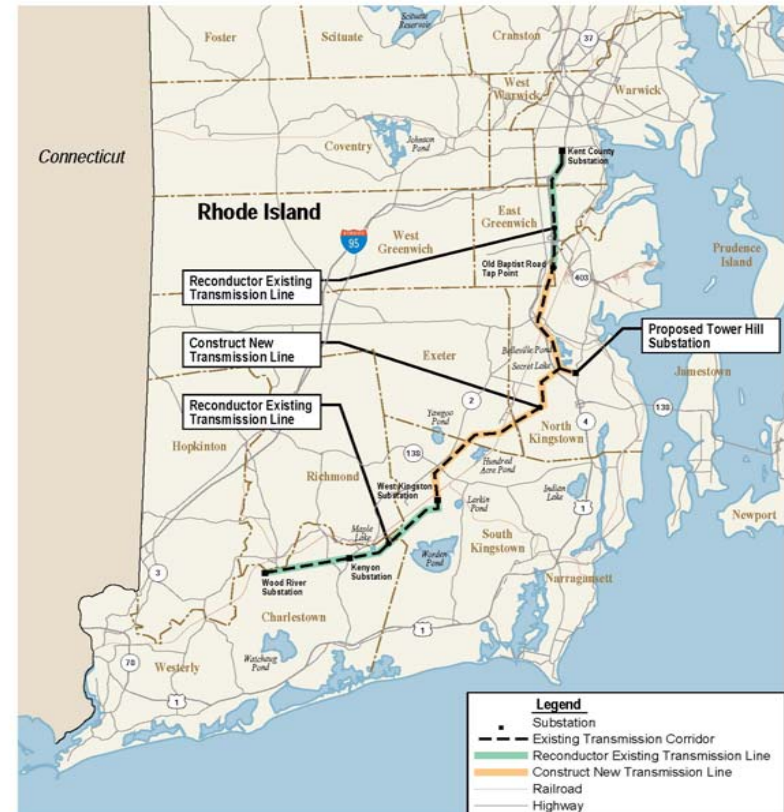 Scituate
Reservoir
Foster
Scituate
Cranston
37
West
Warwick
Warwick
Connecticut
Coventry
Johnson
Pond
Kent County
Substation
Rhode Island
95
West
Greenwich
East
Greenwich
Prudence
Island
Old Baptist Road
Tap Point
403
Reconductor Existing
Transmission Line
Proposed Tower Hill
Substation
Construct New
Transmission Line
Exeter
Belleville Pond
Secret Lake
Jamestown
Reconductor Existing
Transmission Line
2
Yawgoo
Pond
4
138
North
Kingstown
Hopkinton
138
Hundred
Acre Pond
Richmond
West Kingston
Substation
Indian
Lake
1
Larkin
Pond
Newport
Maple
Lake
South
Kingstown
Worden
Pond
Kenyon
Substation
Wood River
Substation
3
Narragansett
Charlestown
1
Watchaug
Pond
78
Westerly
1
Legend
Substation
Existing Transmission Corridor
Reconductor Existing Transmission Line
Construct New Transmission Line
Railroad
Highway